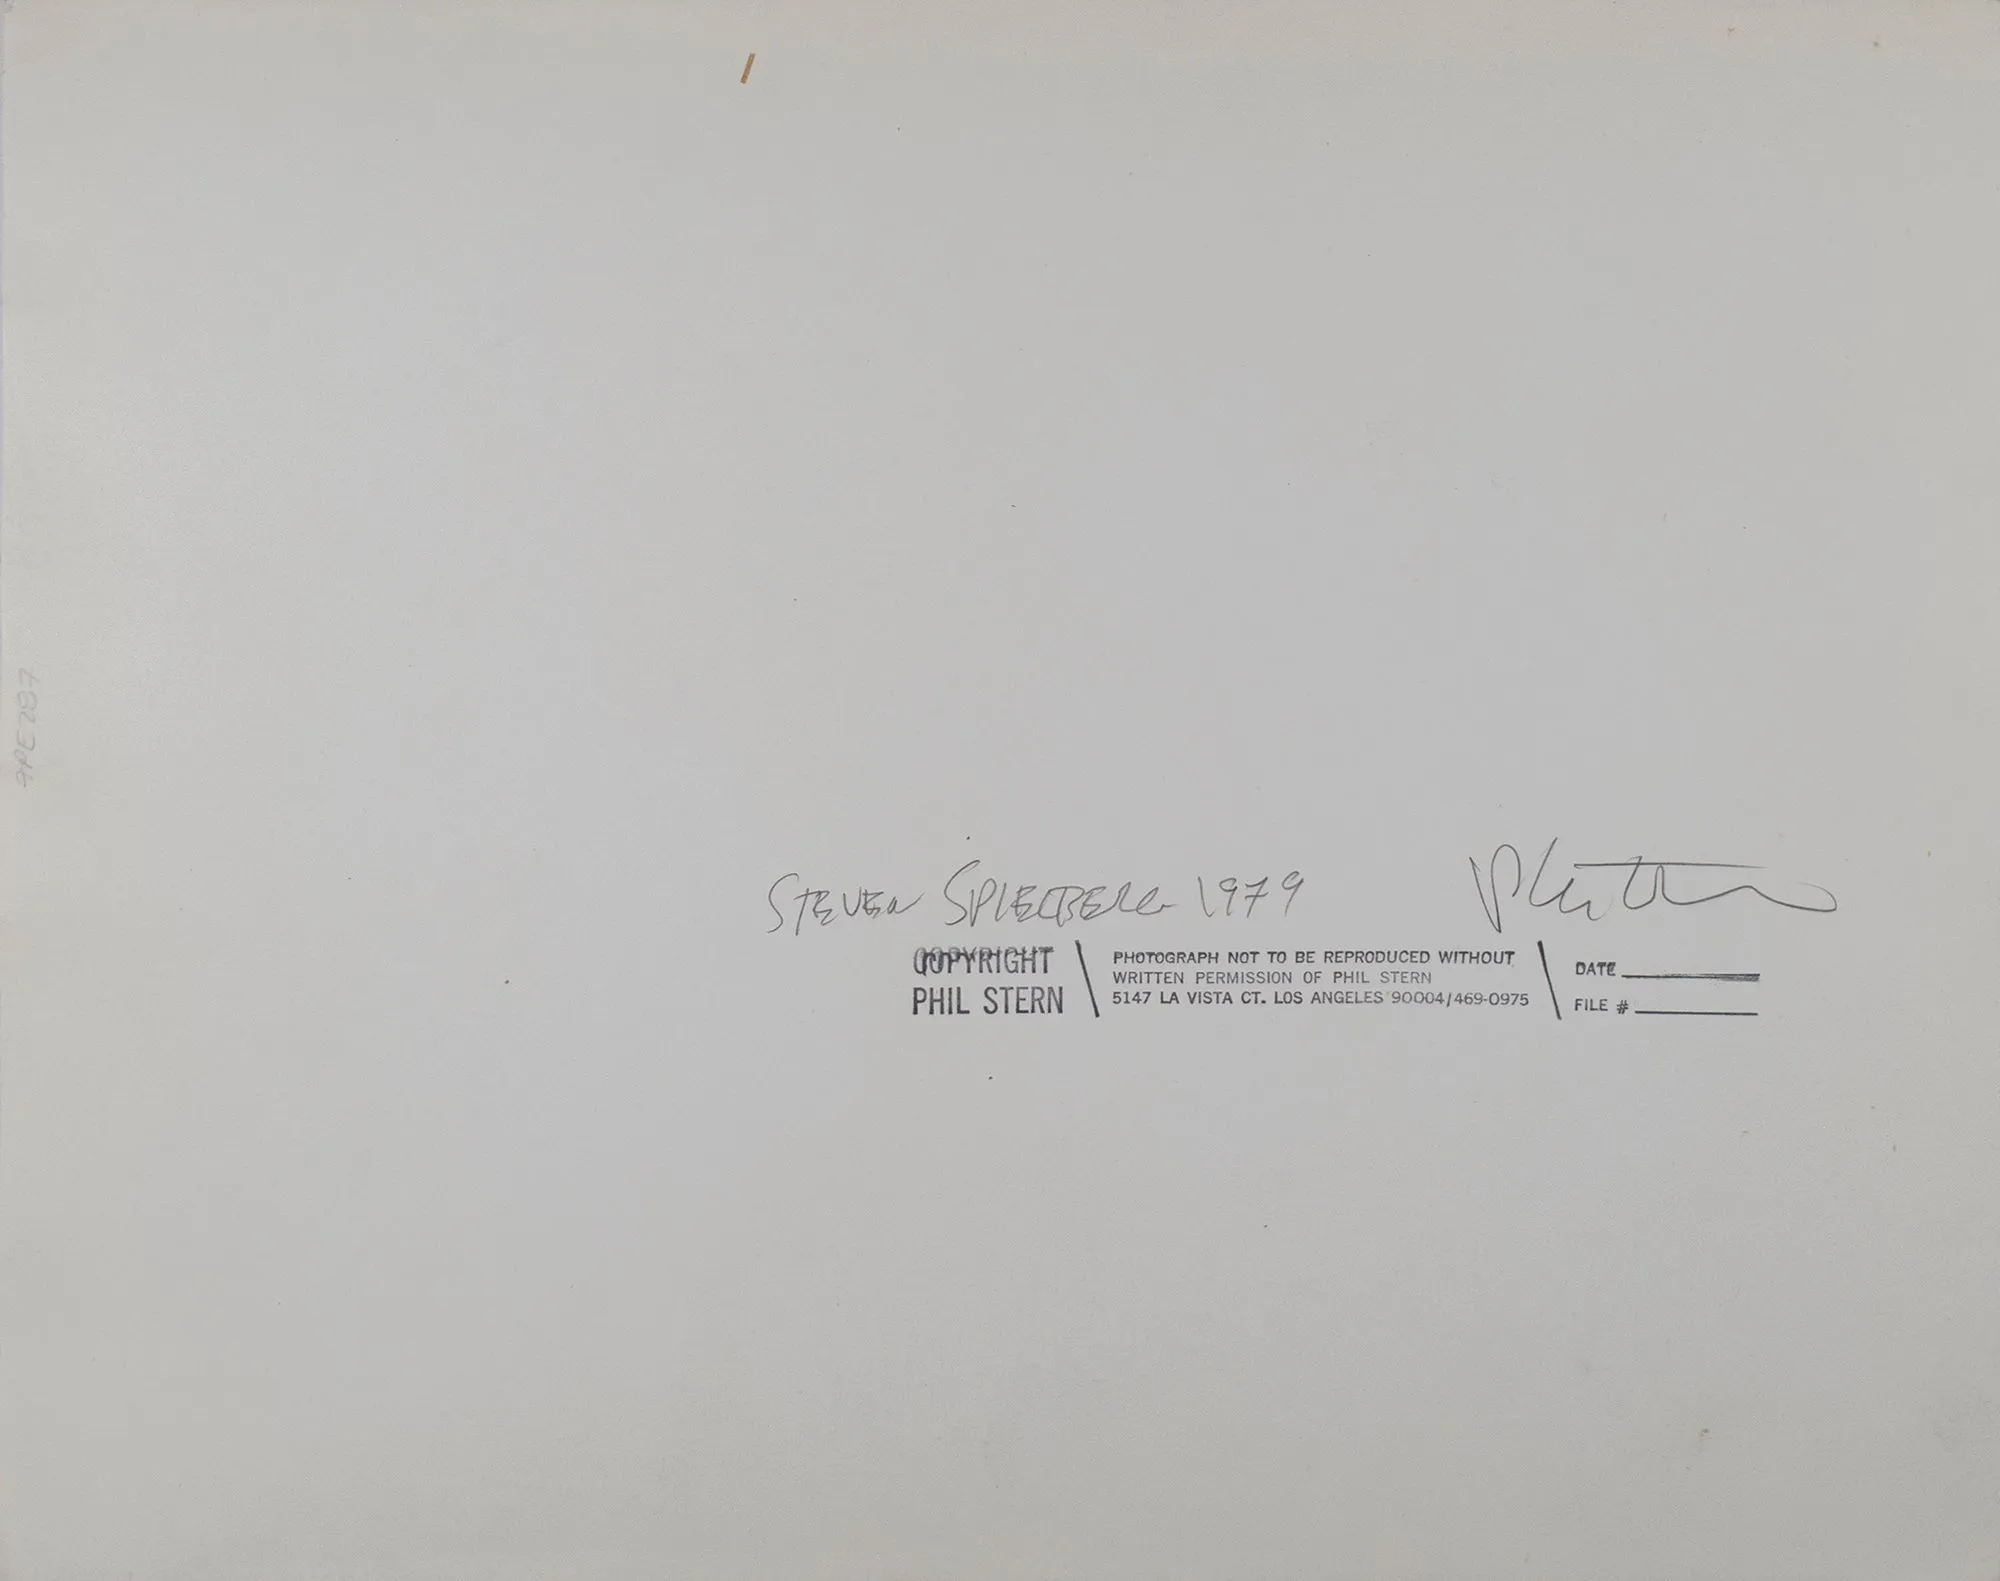 STEVEN SPIELBERG 1979
COPYRIGHT
PHIL STERN
PHOTOGRAPH NOT TO BE REPRODUCED WITHOUT
WRITTEN PERMISSION OF PHIL STERN
5147 LA VISTA CT. LOS ANGELES 90004/469-0975
DATE
FILE #